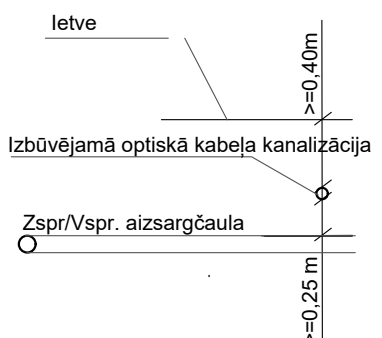 Ietve
>=0,40m
Izbūvējamā optiskā kabeļa kanalizācija
Zspr/Vspr. aizsargčaula
>=0,25 m